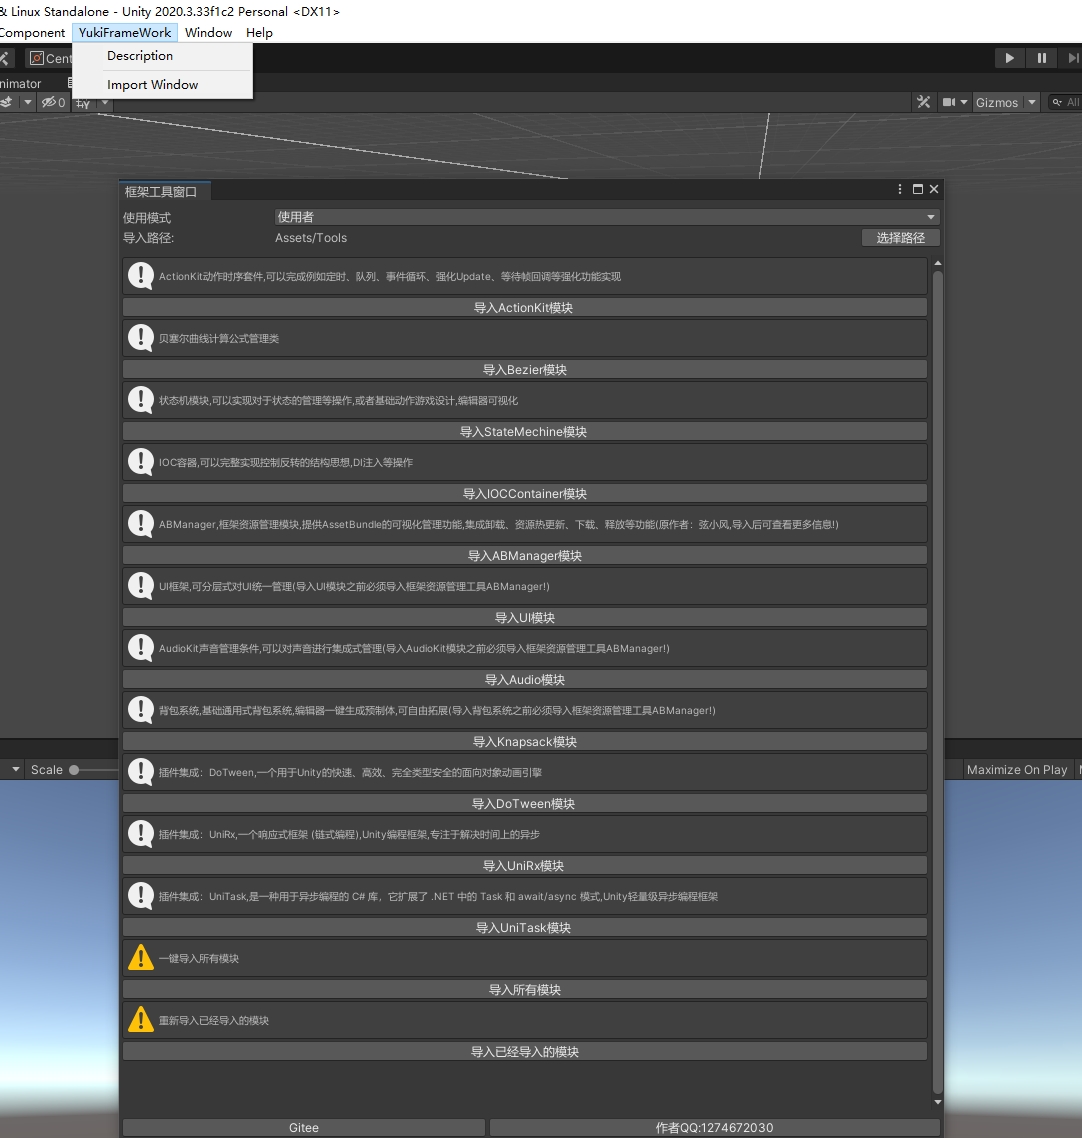 & Linux Standalone - Unity 2020.3.33f1c2 Personal <DX11>
Component YukiFrameWork Window Help
Description
Cent
nimator
Import Window
0
Gizmos
All
框架工具窗口
使用模式 使用者
导入路径: Assets/Tools 选择路径
ActionKit动作时序套件,可以完成例如定时、队列、事件循环、强化Update、等待帧回调等强化功能实现
导入ActionKit模块
贝塞尔曲线计算公式管理类
导入Bezier模块
状态机模块,可以实现对于状态的管理等操作,或者基础动作游戏设计,编辑器可视化
导入StateMechine模块
IOC容器,可以完整实现控制反转的结构思想,DI注入等操作
导入IOCContainer模块
ABManager,框架资源管理模块,提供AssetBundle的可视化管理功能,集成卸载、资源热更新、下载、释放等功能(原作者：弦小风,导入后可查看更多信息!)
导入ABManager模块
UI框架,可分层式对UI统一管理(导入UI模块之前必须导入框架资源管理工具ABManager!)
导入UI模块
AudioKit声音管理条件,可以对声音进行集成式管理(导入AudioKit模块之前必须导入框架资源管理工具ABManager!)
导入Audio模块
背包系统,基础通用式背包系统,编辑器一键生成预制体,可自由拓展(导入背包系统之前必须导入框架资源管理工具ABManager!)
导入Knapsack模块
Scale
Maximize On Play
插件集成：DoTween,一个用于Unity的快速、高效、完全类型安全的面向对象动画引擎
导入DoTween模块
插件集成：UniRx,一个响应式框架 (链式编程),Unity编程框架,专注于解决时间上的异步
导入UniRx模块
插件集成：UniTask,是一种用于异步编程的 C# 库，它扩展了 .NET 中的 Task 和 await/async 模式,Unity轻量级异步编程框架
导入UniTask模块
一键导入所有模块
导入所有模块
重新导入已经导入的模块
导入已经导入的模块
Gitee 作者QQ:1274672030